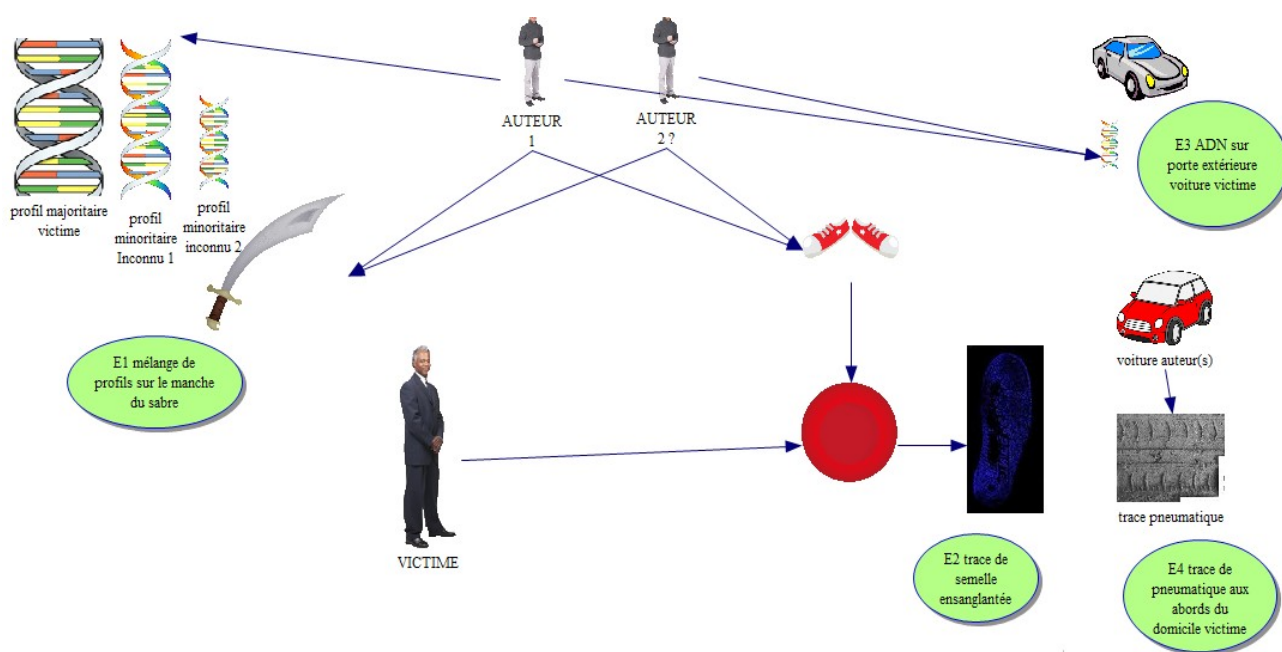 AUTEUR
1
AUTEUR
2 ?
profil majoritaire
victime
profil
minoritaire
Inconnu 1
profil
minoritaire
inconnu 2
E3 ADN sur
porte extérieure
voiture victime
E1 mélange de
profils sur le manche
du sabre
voiture auteur(s)
trace pneumatique
VICTIME
E2 trace de
semelle
ensanglantée
E4 trace de
pneumatique aux
abords du
domicile victime